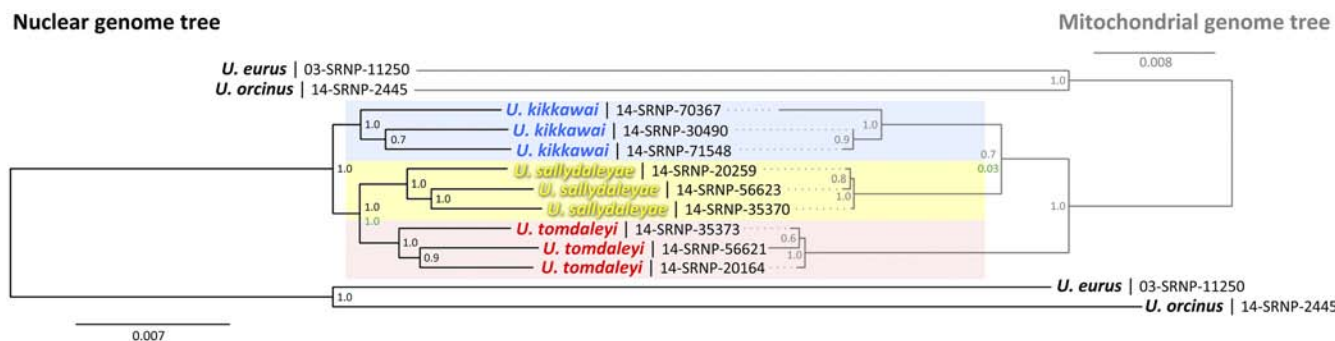 Nuclear genome tree
Mitochondrial genome tree
0.008
U. eurus | 03-SRNP-11250
1.0
U. orcinus | 14-SRNP-2445
U. kikkawai | 14-SRNP-70367
1.0
1.0
U. kikkawai | 14-SRNP-30490
0.7
0.9
U. kikkawai | 14-SRNP-71548
0.7
1.0
U. sallydaleyae | 14-SRNP-20259
0.03
0.8
1.0
U. sallydaleyae | 14-SRNP-56623
1.0
1.0
1.0
U. sallydaleyae | 14-SRNP-35370
1.0
1.0
1.0
U. tomdaleyi | 14-SRNP-35373
0.6
1.0
U. tomdaleyi | 14-SRNP-56621
1.0
0.9
U. tomdaleyi | 14-SRNP-20164
U. eurus | 03-SRNP-11250
1.0
U. orcinus | 14-SRNP-2445
0.007